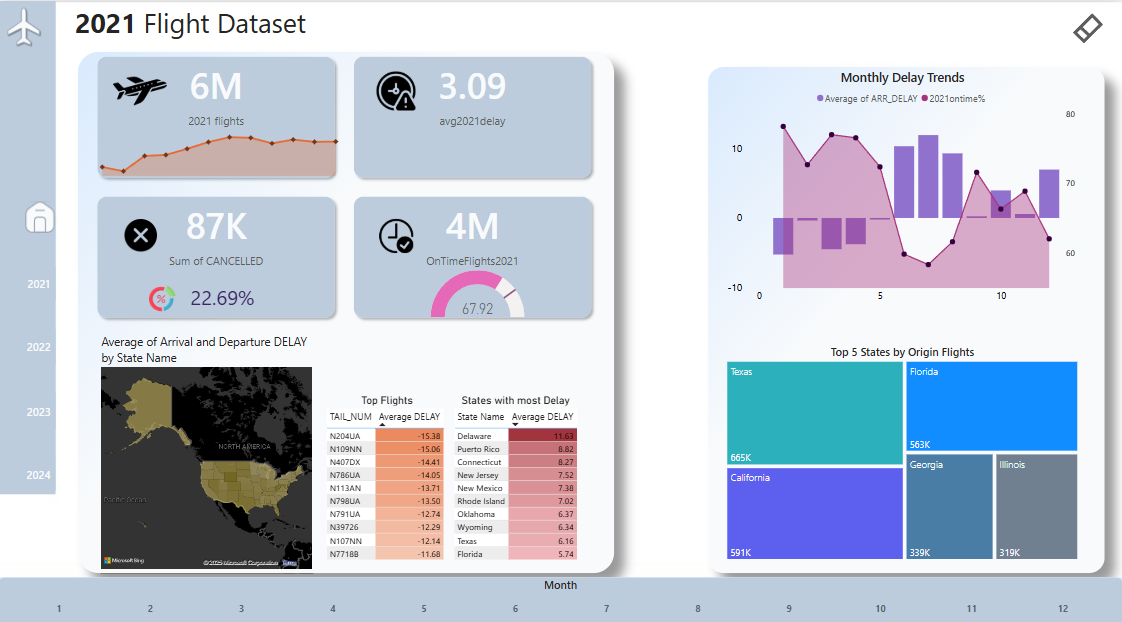 2021 Flight Dataset
6M
2021 flights
3.09
avg2021delay
87K
Sum of CANCELLED
%
22.69%
4M
OnTimeFlights2021
67.92
2021
2022
2023
2024
Average of Arrival and Departure DELAY
by State Name
NORTH AMERICA
Pacific Ocean
Microsoft Bing
Microsoft Corporation Terms
Top Flights
TAIL_NUM Average DELAY
N204UA -15.38
N109NN -15.06
N407DX -14.41
N786UA -14.05
N113AN -13.71
N798UA -13.50
N791UA -12.74
N39726 -12.29
N107NN -12.14
N7718B -11.68
States with most Delay
State Name Average DELAY
Delaware 11.63
Puerto Rico 8.82
Connecticut 8.27
New Jersey 7.52
New Mexico 7.38
Rhode Island 7.02
Oklahoma 6.37
Wyoming 6.34
Texas 6.16
Florida 5.74
Monthly Delay Trends
Average of ARR_DELAY 2021ontime%
80
10
70
0
60
-10
0 5 10
Top 5 States by Origin Flights
Texas
665K
Florida
563K
California
591K
Georgia
339K
Illinois
319K
Month
1 2 3 4 5 6 7 8 9 10 11 12